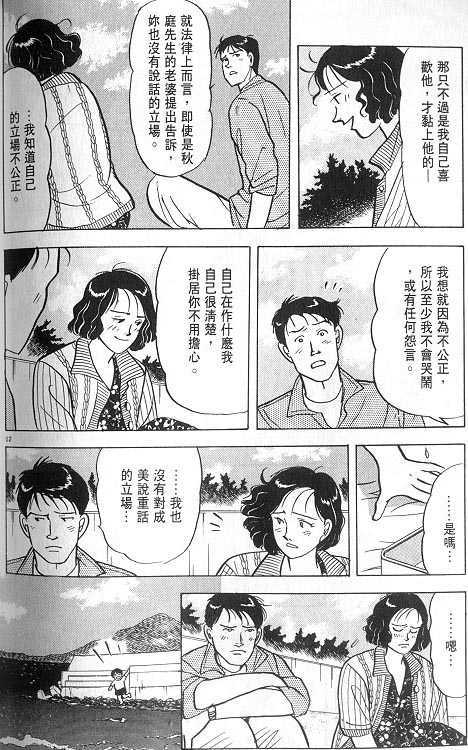 那只不過是我自己喜
歡他，才黏上他的—
就法律上而言，即使是秋
庭先生的老婆提出告訴，
妳也沒有說話的立場。
…我知道自己
的立場不公正。
我想就因為不公正，
所以至少我不會哭鬧
，或有任何怨言。
自己在作什麼我
自己很清楚，
掛居你不用擔心。
……是嗎…
……我也
沒有對成
美說重話
的立場…
嗯…
12